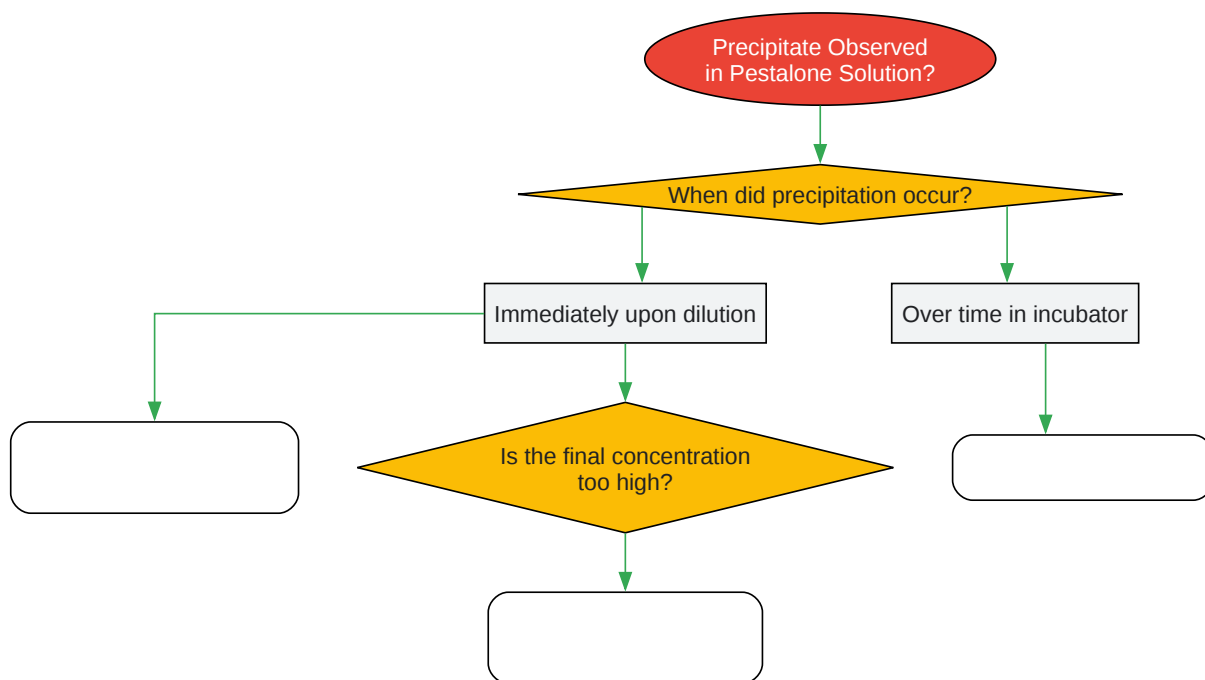 Precipitate Observed
in Pestalone Solution?
When did precipitation occur?
Immediately upon dilution
Over time in incubator
Is the final concentration
too high?